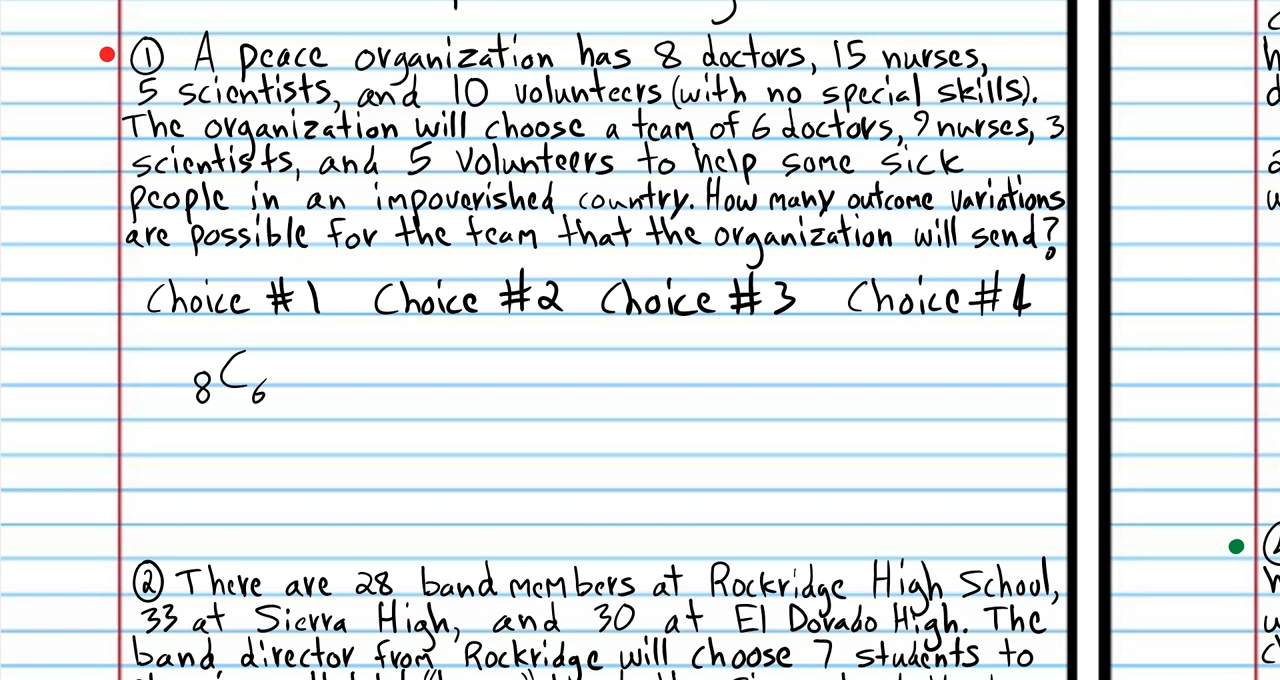 ① A peace organization has 8 doctors, 15 nurses,
5 scientists, and 10 volunteers (with no special skills).
The organization will choose a team of 6 doctors, 9 nurses, 3
scientists, and 5 volunteers to help some sick
people in an impoverished country. How many outcome variations
are possible for the team that the organization will send?
Choice #1 Choice #2 Choice #3 Choice #4
8C6
② There are 28 band members at Rockridge High School,
33 at Sierra High, and 30 at El Dorado High. The
band director from Rockridge will choose 7 students to